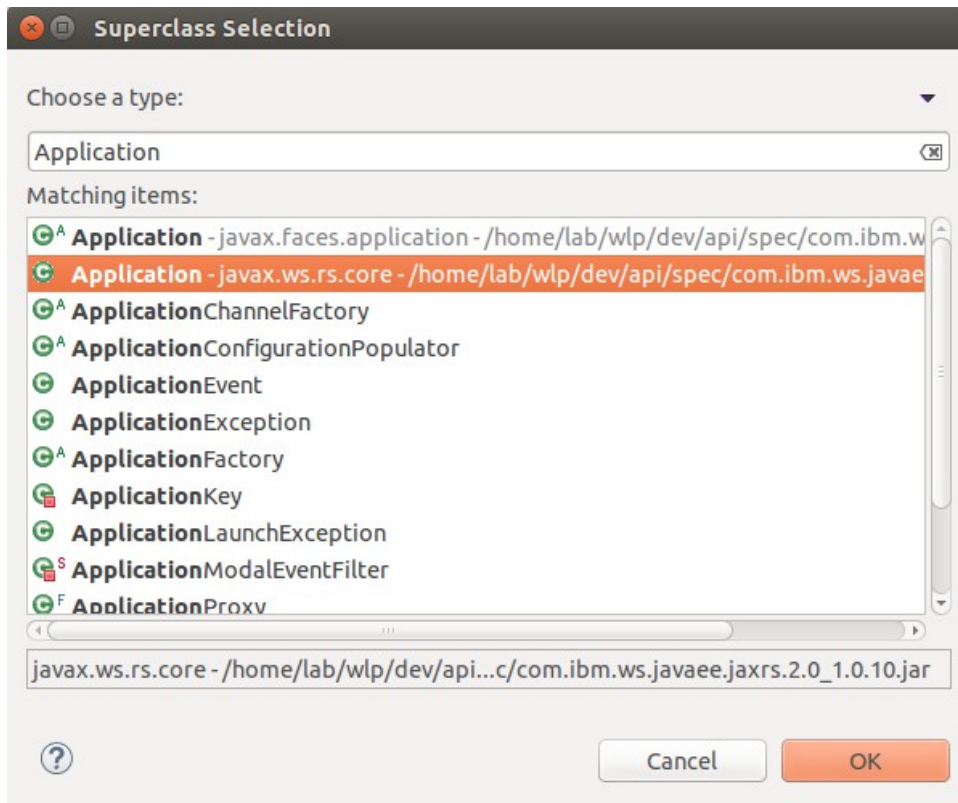 Superclass Selection
Choose a type:
Application
Matching items:
A Application - javax.faces.application - /home/lab/wlp/dev/api/spec/com.ibm.w
Application - javax.ws.rs.core - /home/lab/wlp/dev/api/spec/com.ibm.ws.javae
A ApplicationChannelFactory
A ApplicationConfigurationPopulator
ApplicationEvent
ApplicationException
A ApplicationFactory
ApplicationKey
ApplicationLaunchException
S ApplicationModalEventFilter
F ApplicationProxy
javax.ws.rs.core - /home/lab/wlp/dev/api...c/com.ibm.ws.javaee.jaxrs.2.0_1.0.10.jar
? Cancel OK